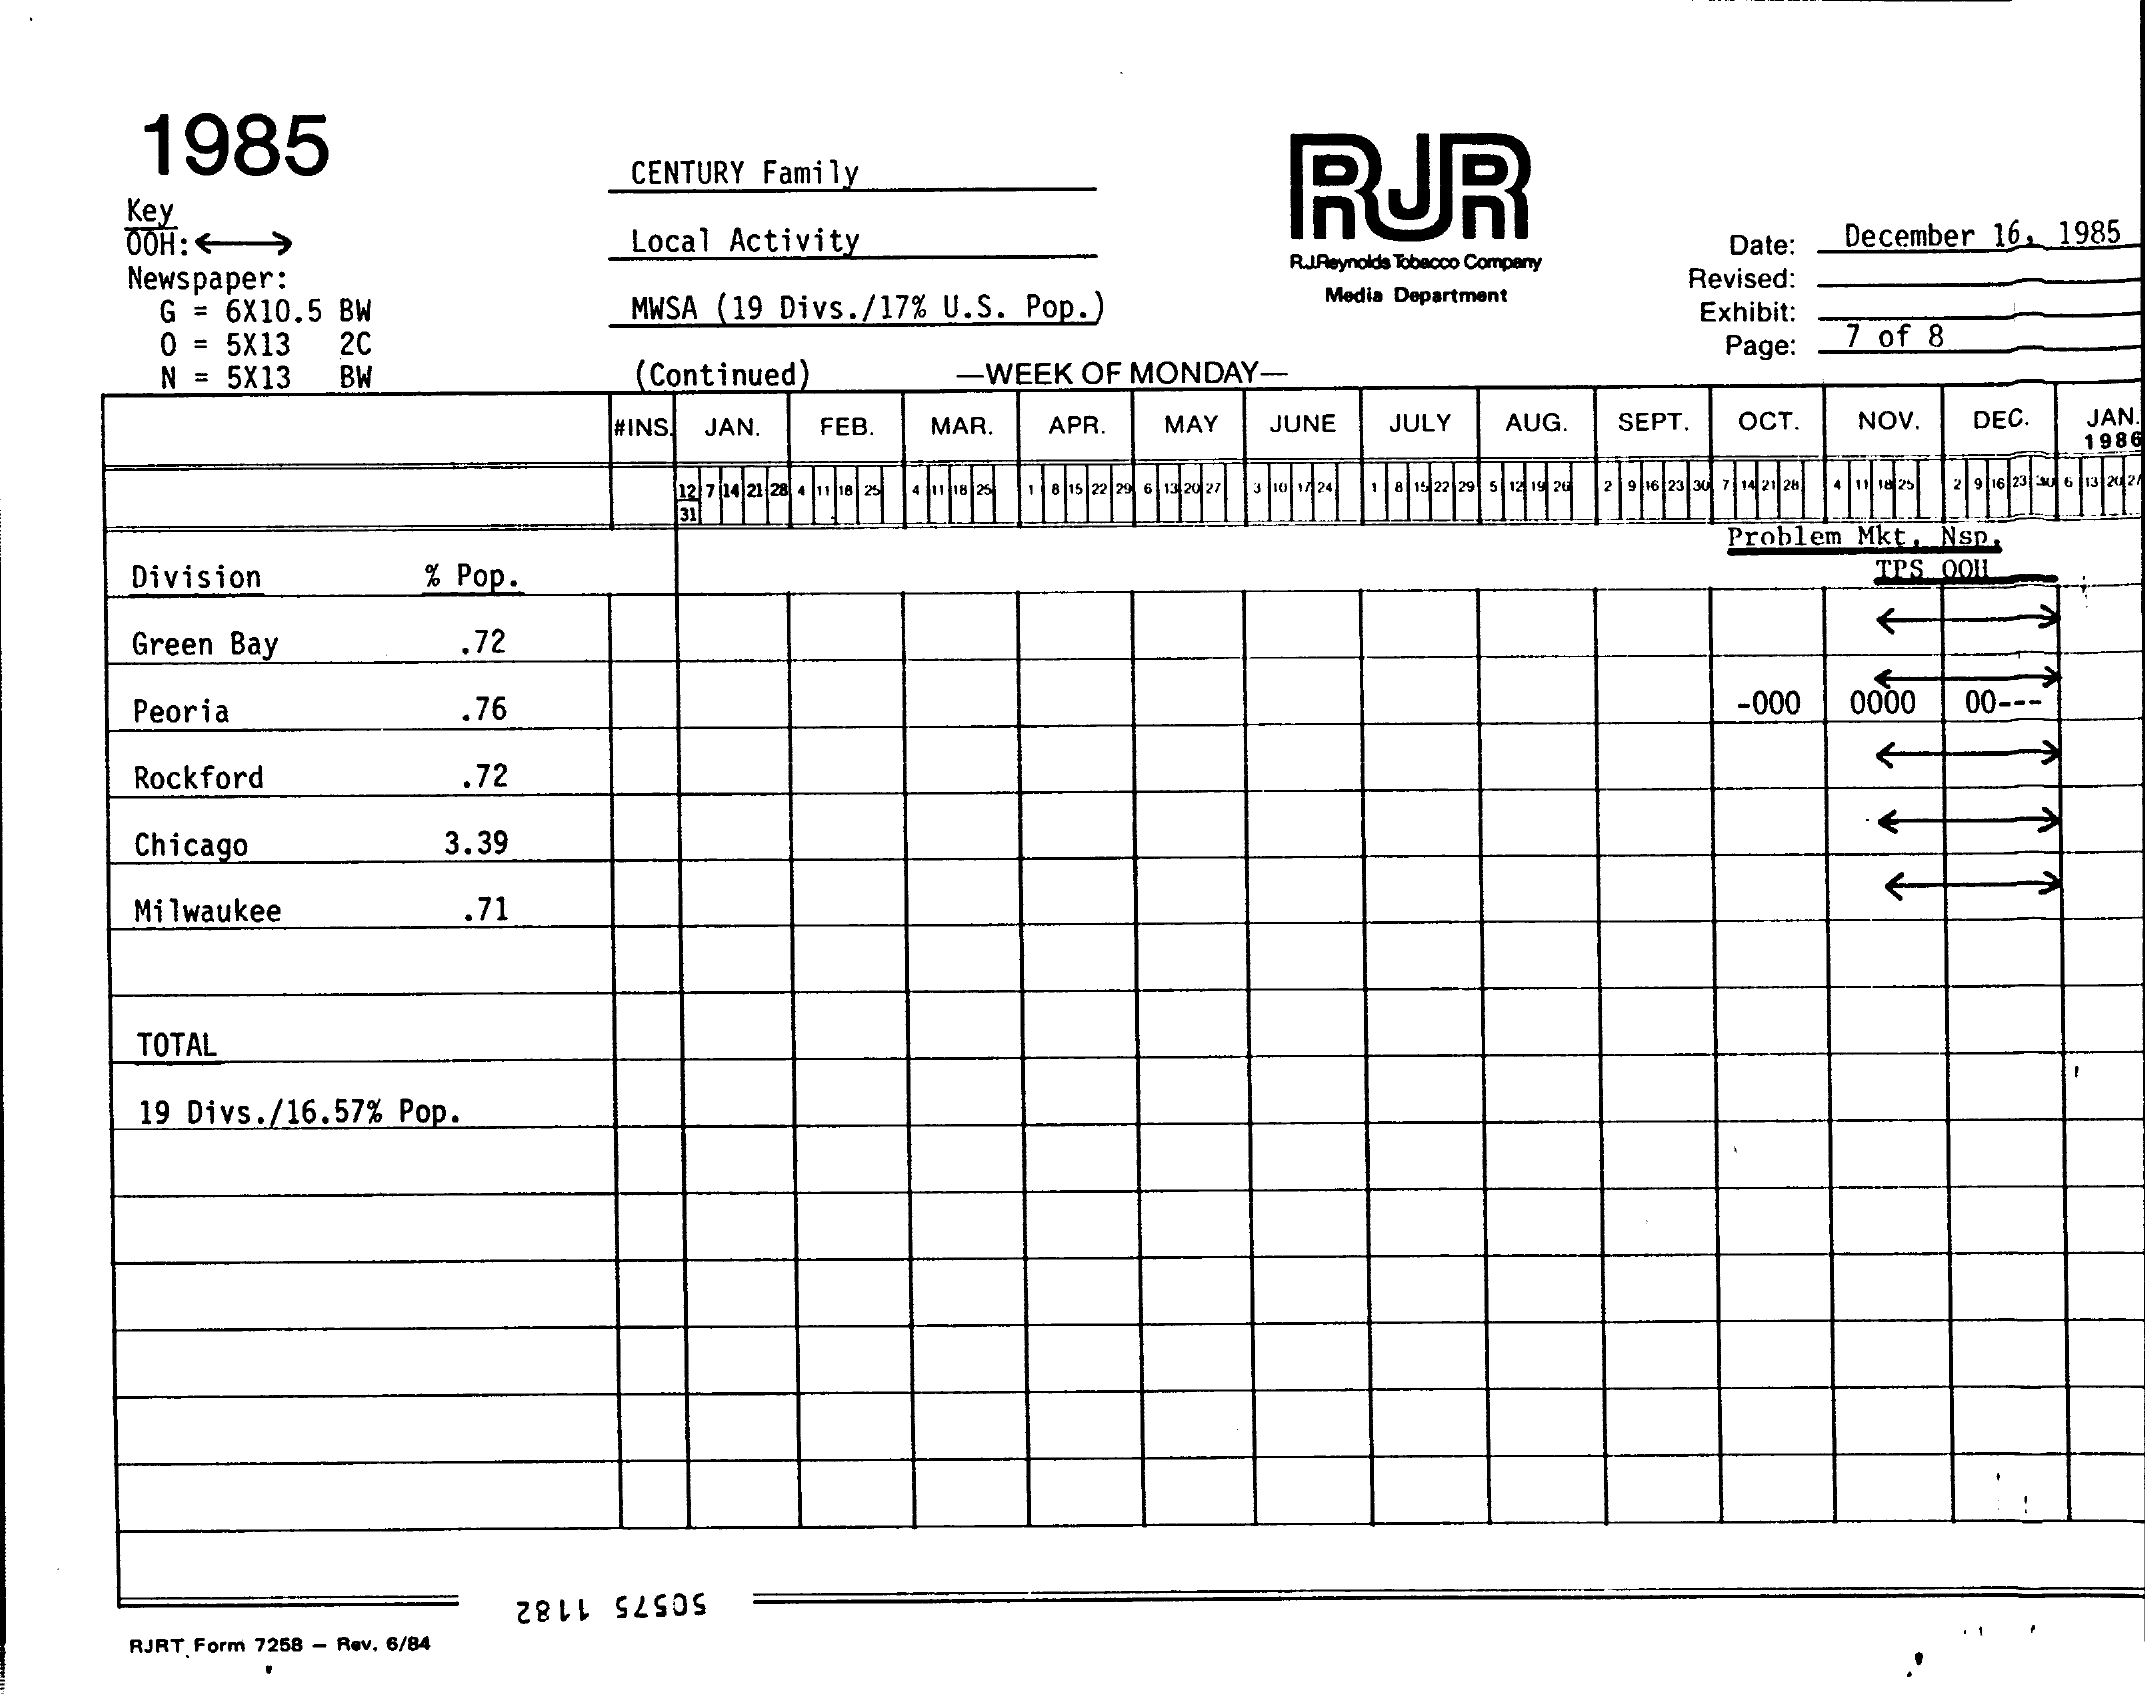 1985
CENTURY Family
Key
OOH:
Local Activity
Newspaper:
G = 6X10.5 BW
MWSA (19 Divs./17% U.S. Pop.)
O = 5X13 2C
N = 5X13 BW
(Continued)
—WEEK OF MONDAY—
RJR
R.J.Reynolds Tobacco Company
Media Department
Date: December 16, 1985
Revised:
Exhibit:
Page: 7 of 8
#INS. JAN. FEB. MAR. APR. MAY JUNE JULY AUG. SEPT. OCT. NOV. DEC. JAN. 1986
12 7 14 21 28 4 11 18 25 4 11 18 25 1 8 15 22 29 6 13 20 27 3 10 17 24 1 8 15 22 29 5 12 19 26 2 9 16 23 30 7 14 21 28 4 11 18 25 2 9 16 23 30 6 13 20 27
31
Problem Mkt. Nsp.
TPS OOH
Division % Pop.
Green Bay .72
Peoria .76 -000 0000 00---
Rockford .72
Chicago 3.39
Milwaukee .71
TOTAL
19 Divs./16.57% Pop.
50575 1182
RJRT Form 7258 — Rev. 6/84